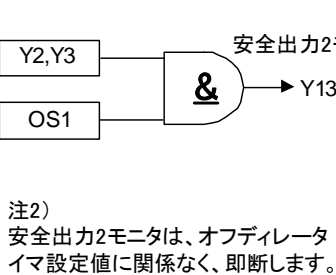 安全出力2モ
Y2,Y3
&
Y13
OS1
注2）
安全出力2モニタは、オフディレータ
イマ設定値に関係なく、即断します。